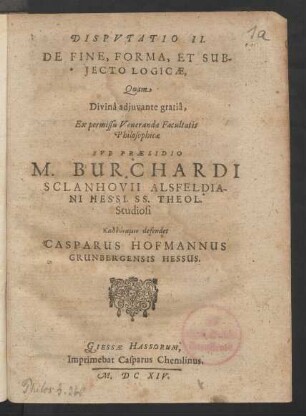 1a
DISPVTATIO II.
DE FINE, FORMA, ET SUB-
JECTO LOGICÆ,
Quam,
Divinâ adjuvante gratiâ,
Ex permissu Venerandæ Facultatis
Philosophicæ
SVB PRÆSIDIO
M. BURCHARDI
SCLANHOVII ALSFELDIA-
NI HESSI. SS. THEOL.
Studiosi
defendet
CASPARUS HOFMANNUS
GRUNBERGENSIS HESSUS.
GIESSÆ HASSORUM,
Imprimebat Casparus Chemlinus.
M. DC XIV.